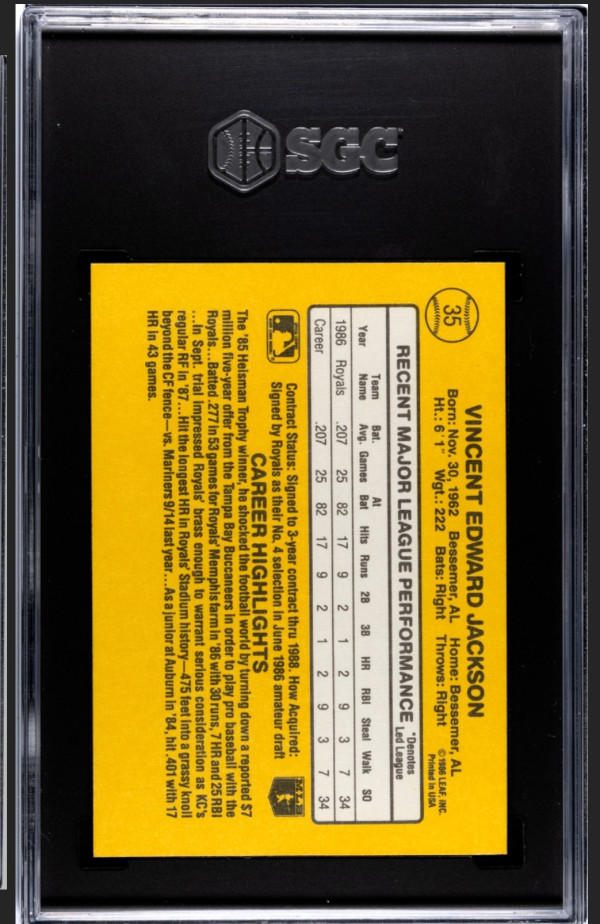 SGC
35
VINCENT EDWARD JACKSON
Born: Nov. 30, 1962 Bessemer, AL Home: Bessemer, AL
Ht.: 6'1" Wgt.: 222 Bats: Right Throws: Right
©1986 LEAF, INC.
Printed in USA
RECENT MAJOR LEAGUE PERFORMANCE *Denotes
Led League
Year Team Name Bat. Avg. Games At Bat Hits Runs 2B 3B HR RBI Steal Walk SO
1986 Royals .207 25 82 17 9 2 1 2 9 3 7 34
Career .207 25 82 17 9 2 1 2 9 3 7 34
Contract Status: Signed to 3-year contract thru 1988. How Acquired:
Signed by Royals as their No. 4 selection in June 1986 amateur draft
MLB
CAREER HIGHLIGHTS
The '85 Heisman Trophy winner, he shocked the football world by turning down a reported $7
million five-year offer from the Tampa Bay Buccaneers in order to play pro baseball with the
Royals...Batted .277 in 53 games for Royals' Memphis farm in '86 with 30 runs, 7 HR and 25 RBI
...In Sept. trial impressed Royals' brass enough to warrant serious consideration as KC's
regular RF in '87...Hit the longest HR in Royals' Stadium history—475 feet into a grassy knoll
beyond the CF fence—vs. Mariners 9/14 last year...As a junior at Auburn in '84, hit .401 with 17
HR in 43 games.